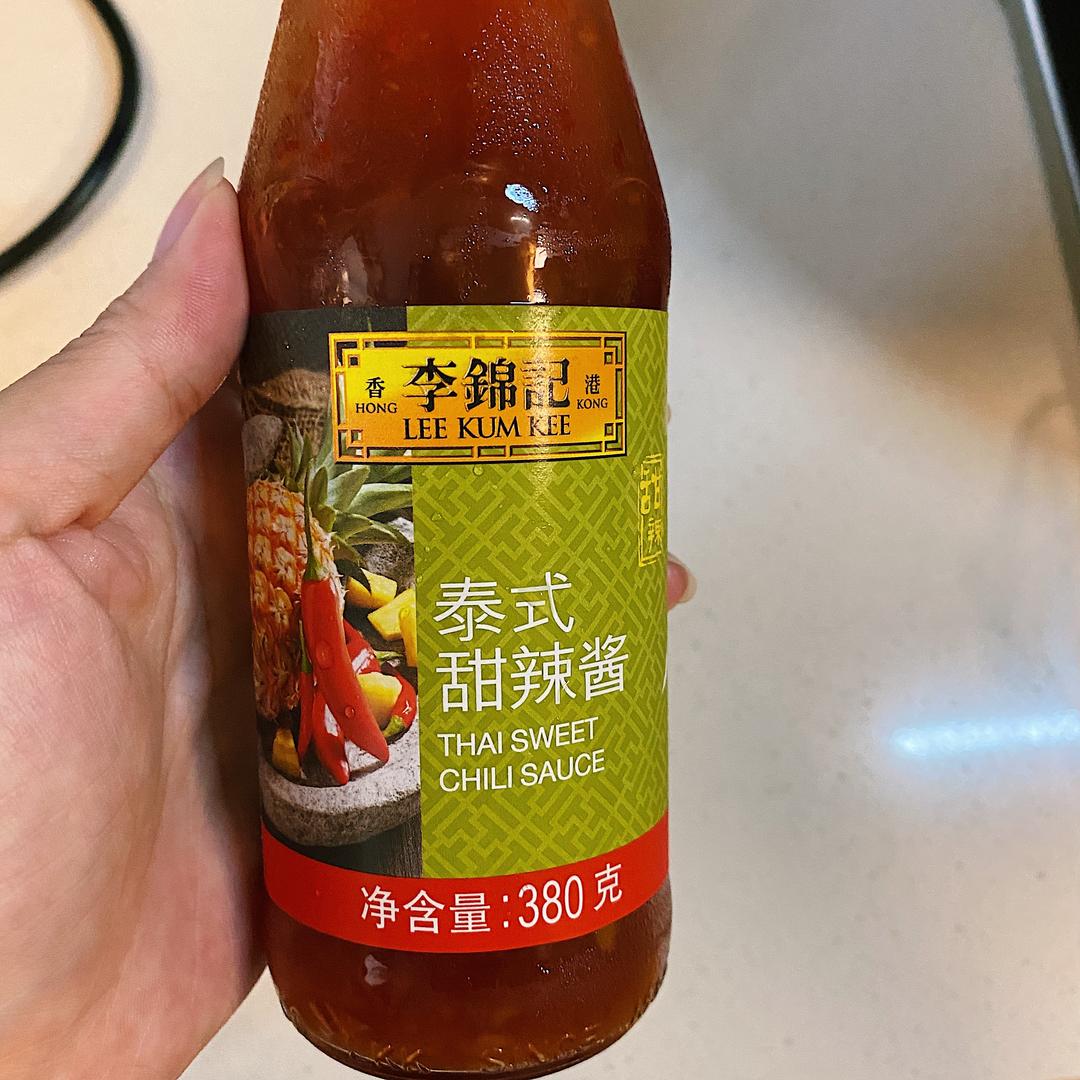 香 李錦記 港
HONG LEE KUM KEE KONG
甜
辣
泰式
甜辣酱
THAI SWEET
CHILI SAUCE
净含量:380克